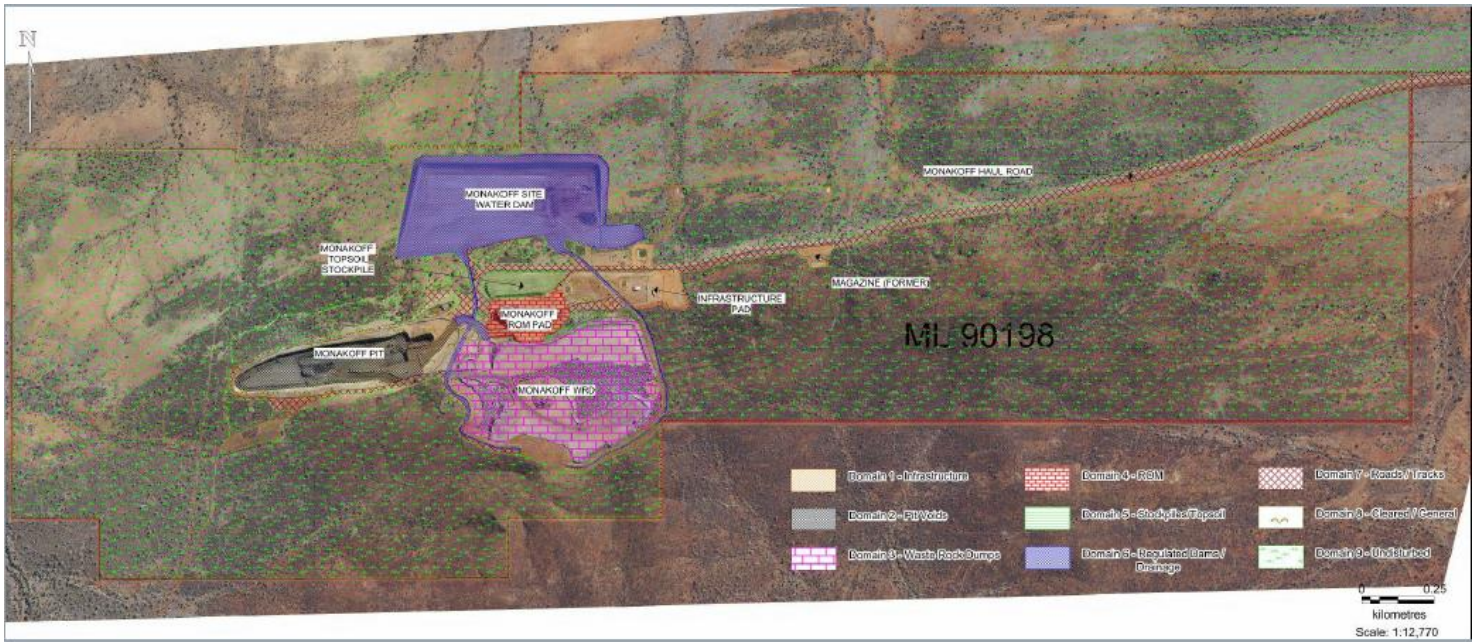 N
MONAKOFF SITE
WATER DAM
MONAKOFF HAUL ROAD
MONAKOFF
TOPSOIL
STOCKPILE
MAGAZINE (FORMER)
INFRASTRUCTURE
PAD
MONAKOFF
ROM PAD
ML 90198
MONAKOFF PIT
MONAKOFF WRD
Domain 1 - Infrastructure
Domain 4 - ROM
Domain 7 - Roads / Tracks
Domain 2 - Pit Voids
Domain 5 - Stockpiles/Topsoil
Domain 8 - Cleared / General
Domain 3 - Waste Rock Dumps
Domain 6 - Regulated Dams /
Drainage
Domain 9 - Undisturbed
0 0.25
kilometres
Scale: 1:12,770